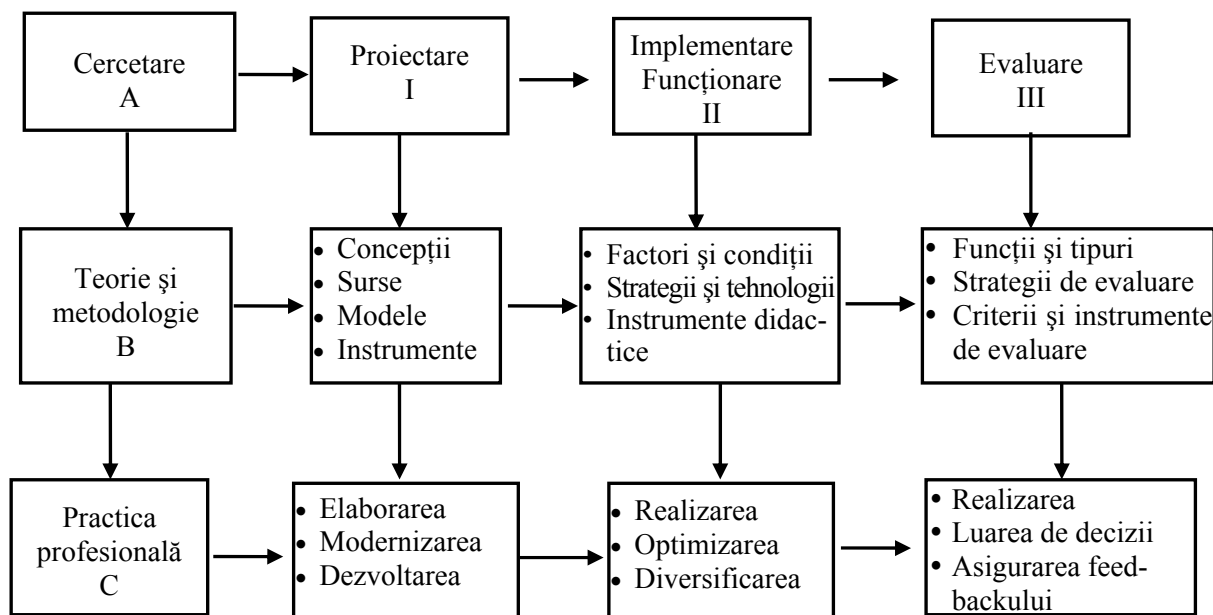 Cercetare
A
Proiectare
I
Implementare
Funcționare
II
Evaluare
III
Teorie şi
metodologie
B
• Concepții
• Surse
• Modele
• Instrumente
• Factori şi condiții
• Strategii şi tehnologii
• Instrumente didac-
tice
• Funcții şi tipuri
• Strategii de evaluare
• Criterii şi instrumente
de evaluare
Practica
profesională
C
• Elaborarea
• Modernizarea
• Dezvoltarea
• Realizarea
• Optimizarea
• Diversificarea
• Realizarea
• Luarea de decizii
• Asigurarea feed-
backului